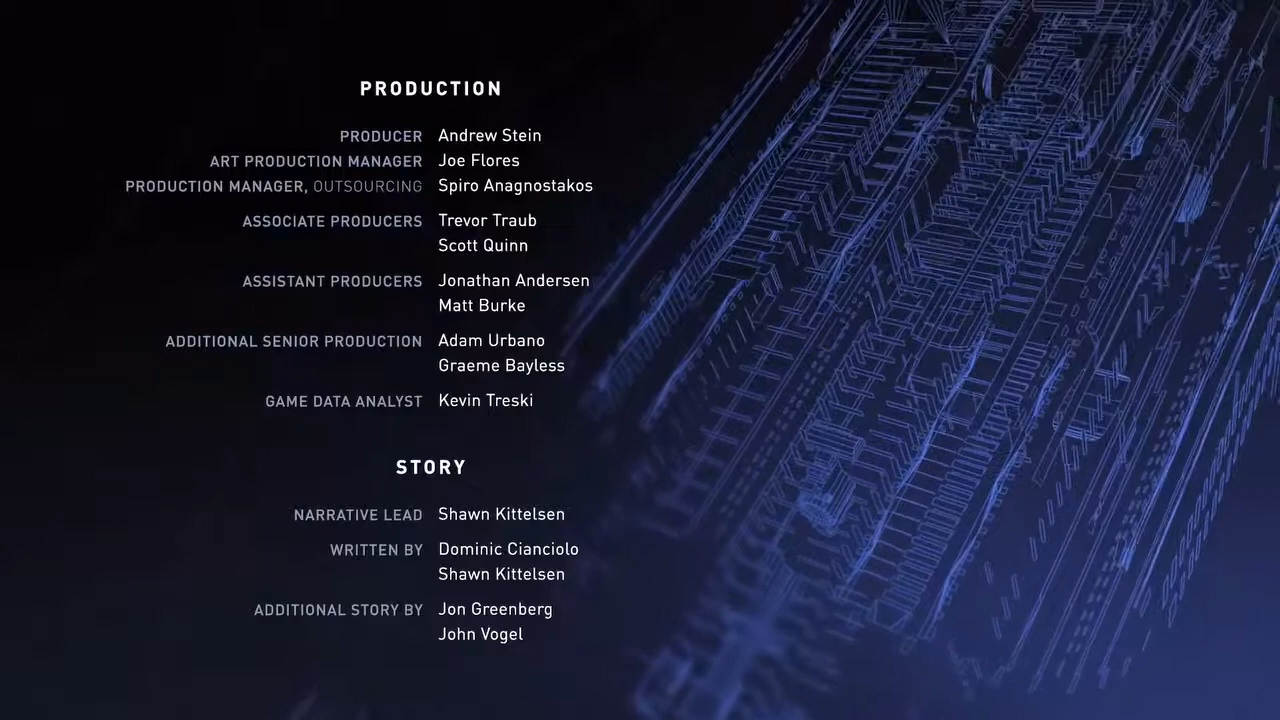 PRODUCTION
PRODUCER Andrew Stein
ART PRODUCTION MANAGER Joe Flores
PRODUCTION MANAGER, OUTSOURCING Spiro Anagnostakos
ASSOCIATE PRODUCERS Trevor Traub
Scott Quinn
ASSISTANT PRODUCERS Jonathan Andersen
Matt Burke
ADDITIONAL SENIOR PRODUCTION Adam Urbano
Graeme Bayless
GAME DATA ANALYST Kevin Treski
STORY
NARRATIVE LEAD Shawn Kittelsen
WRITTEN BY Dominic Cianciolo
Shawn Kittelsen
ADDITIONAL STORY BY Jon Greenberg
John Vogel